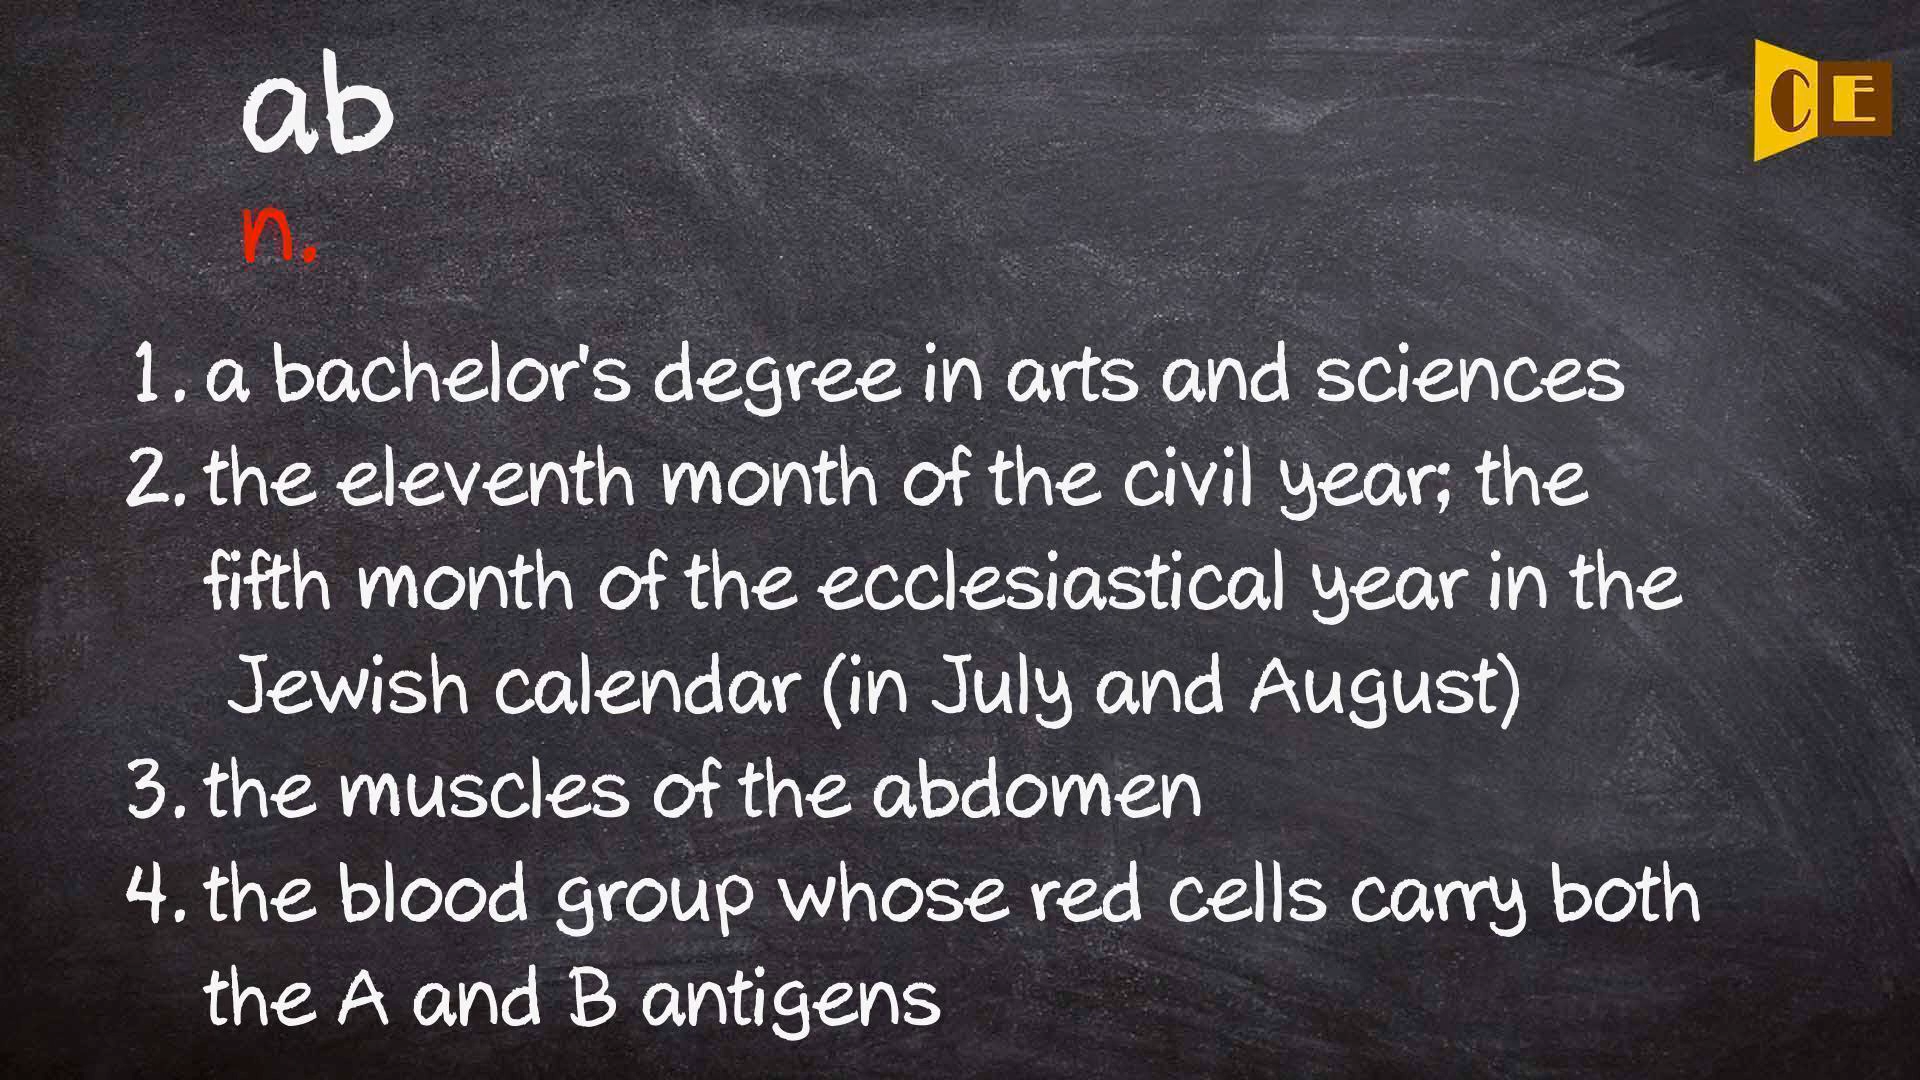 ab
CE
n.
1. a bachelor's degree in arts and sciences
2. the eleventh month of the civil year; the
fifth month of the ecclesiastical year in the
Jewish calendar (in July and August)
3. the muscles of the abdomen
4. the blood group whose red cells carry both
the A and B antigens